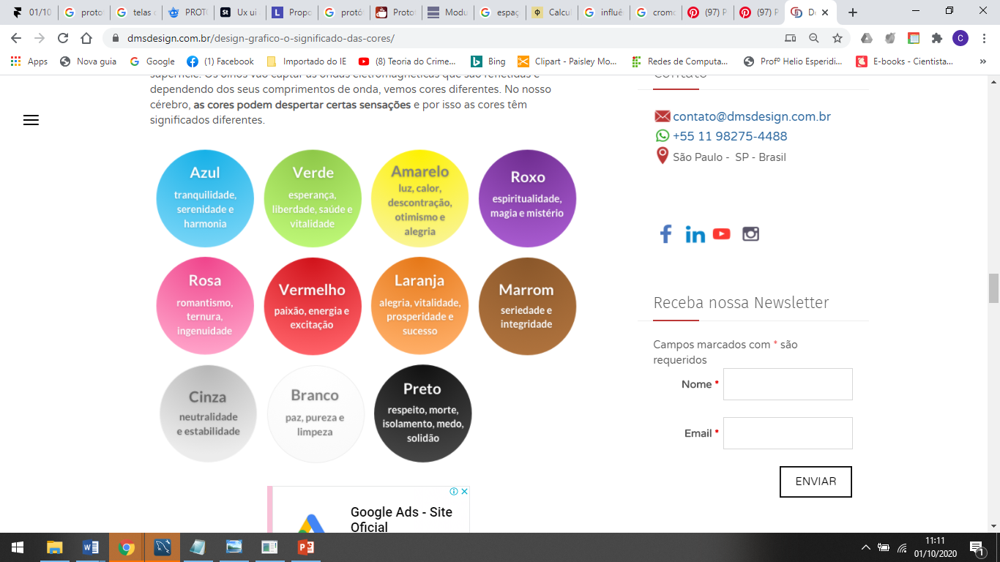 01/10
proto
telas d
PROTO
Ux ui
Propo
protót
Protot
Modu
espaç
Calcul
influê
cromo
(97) P
(97) P
dmsdesign.com.br/design-grafico-o-significado-das-cores/
C
Apps
Nova guia
Google
(1) Facebook
Importado do IE
(8) Teoria do Crime...
Bing
Clipart - Paisley Mo...
Redes de Computa...
Profº Helio Esperidi...
E-books - Cientista...
»
superfície. Os olhos vão captar as ondas eletromagnéticas que são refletidas e
dependendo dos seus comprimentos de onda, vemos cores diferentes. No nosso
cérebro, as cores podem despertar certas sensações e por isso as cores têm
significados diferentes.
Azul
tranquilidade,
serenidade e
harmonia
Verde
esperança,
liberdade, saúde e
vitalidade
Amarelo
luz, calor,
descontração,
otimismo e
alegria
Roxo
espiritualidade,
magia e mistério
Rosa
romantismo,
ternura,
ingenuidade
Vermelho
paixão, energia e
excitação
Laranja
alegria, vitalidade,
prosperidade e
sucesso
Marrom
seriedade e
integridade
Cinza
neutralidade
e estabilidade
Branco
paz, pureza e
limpeza
Preto
respeito, morte,
isolamento, medo,
solidão
Google Ads - Site
Oficial
Contato
contato@dmsdesign.com.br
+55 11 98275-4488
São Paulo - SP - Brasil
Receba nossa Newsletter
Campos marcados com * são
requeridos
Nome *
Email *
ENVIAR
11:11
01/10/2020
1